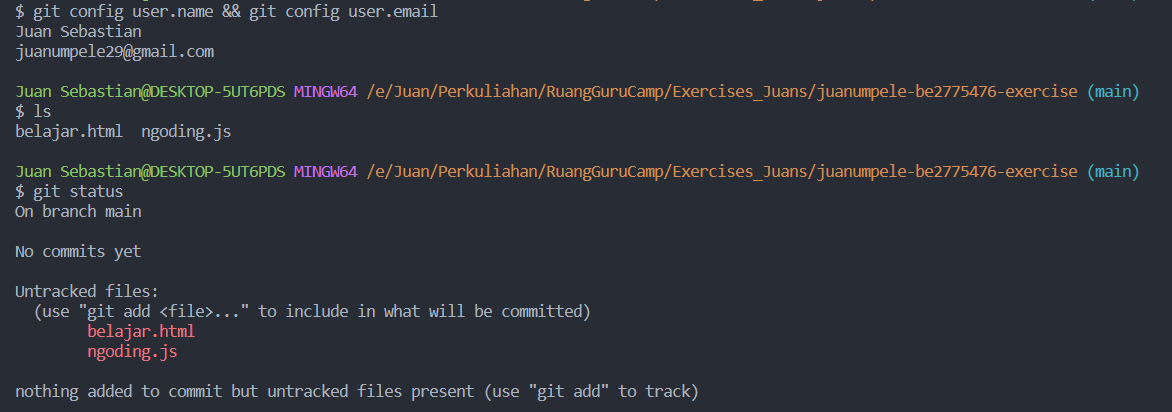 $ git config user.name && git config user.email
Juan Sebastian
juanumpele29@gmail.com
Juan Sebastian@DESKTOP-5UT6PDS MINGW64 /e/Juan/Perkuliahan/RuangGuruCamp/Exercises_Juans/juanumpele-be2775476-exercise (main)
$ ls
belajar.html  ngoding.js
Juan Sebastian@DESKTOP-5UT6PDS MINGW64 /e/Juan/Perkuliahan/RuangGuruCamp/Exercises_Juans/juanumpele-be2775476-exercise (main)
$ git status
On branch main
No commits yet
Untracked files:
  (use "git add <file>..." to include in what will be committed)
        belajar.html
        ngoding.js
nothing added to commit but untracked files present (use "git add" to track)